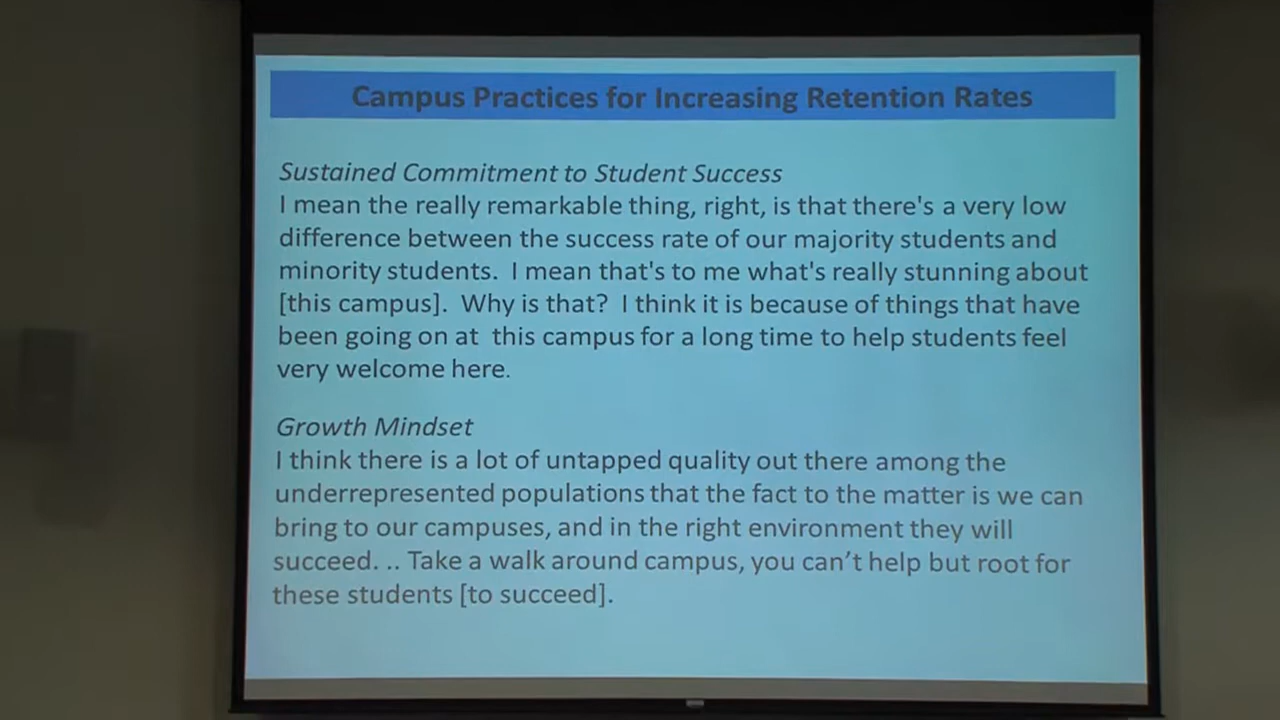 Campus Practices for Increasing Retention Rates
Sustained Commitment to Student Success
I mean the really remarkable thing, right, is that there's a very low
difference between the success rate of our majority students and
minority students.  I mean that's to me what's really stunning about
[this campus].  Why is that?  I think it is because of things that have
been going on at  this campus for a long time to help students feel
very welcome here.
Growth Mindset
I think there is a lot of untapped quality out there among the
underrepresented populations that the fact to the matter is we can
bring to our campuses, and in the right environment they will
succeed. .. Take a walk around campus, you can’t help but root for
these students [to succeed].